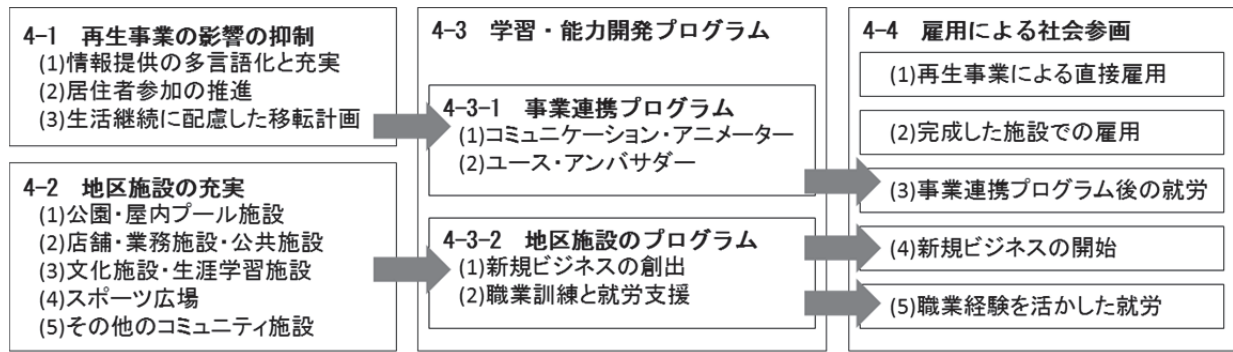 4-1 再生事業の影響の抑制
(1)情報提供の多言語化と充実
(2)居住者参加の推進
(3)生活継続に配慮した移転計画
4-2 地区施設の充実
(1)公園・屋内プール施設
(2)店舗・業務施設・公共施設
(3)文化施設・生涯学習施設
(4)スポーツ広場
(5)その他のコミュニティ施設
4-3 学習・能力開発プログラム
4-3-1 事業連携プログラム
(1)コミュニケーション・アニメーター
(2)ユース・アンバサダー
4-3-2 地区施設のプログラム
(1)新規ビジネスの創出
(2)職業訓練と就労支援
4-4 雇用による社会参画
(1)再生事業による直接雇用
(2)完成した施設での雇用
(3)事業連携プログラム後の就労
(4)新規ビジネスの開始
(5)職業経験を活かした就労